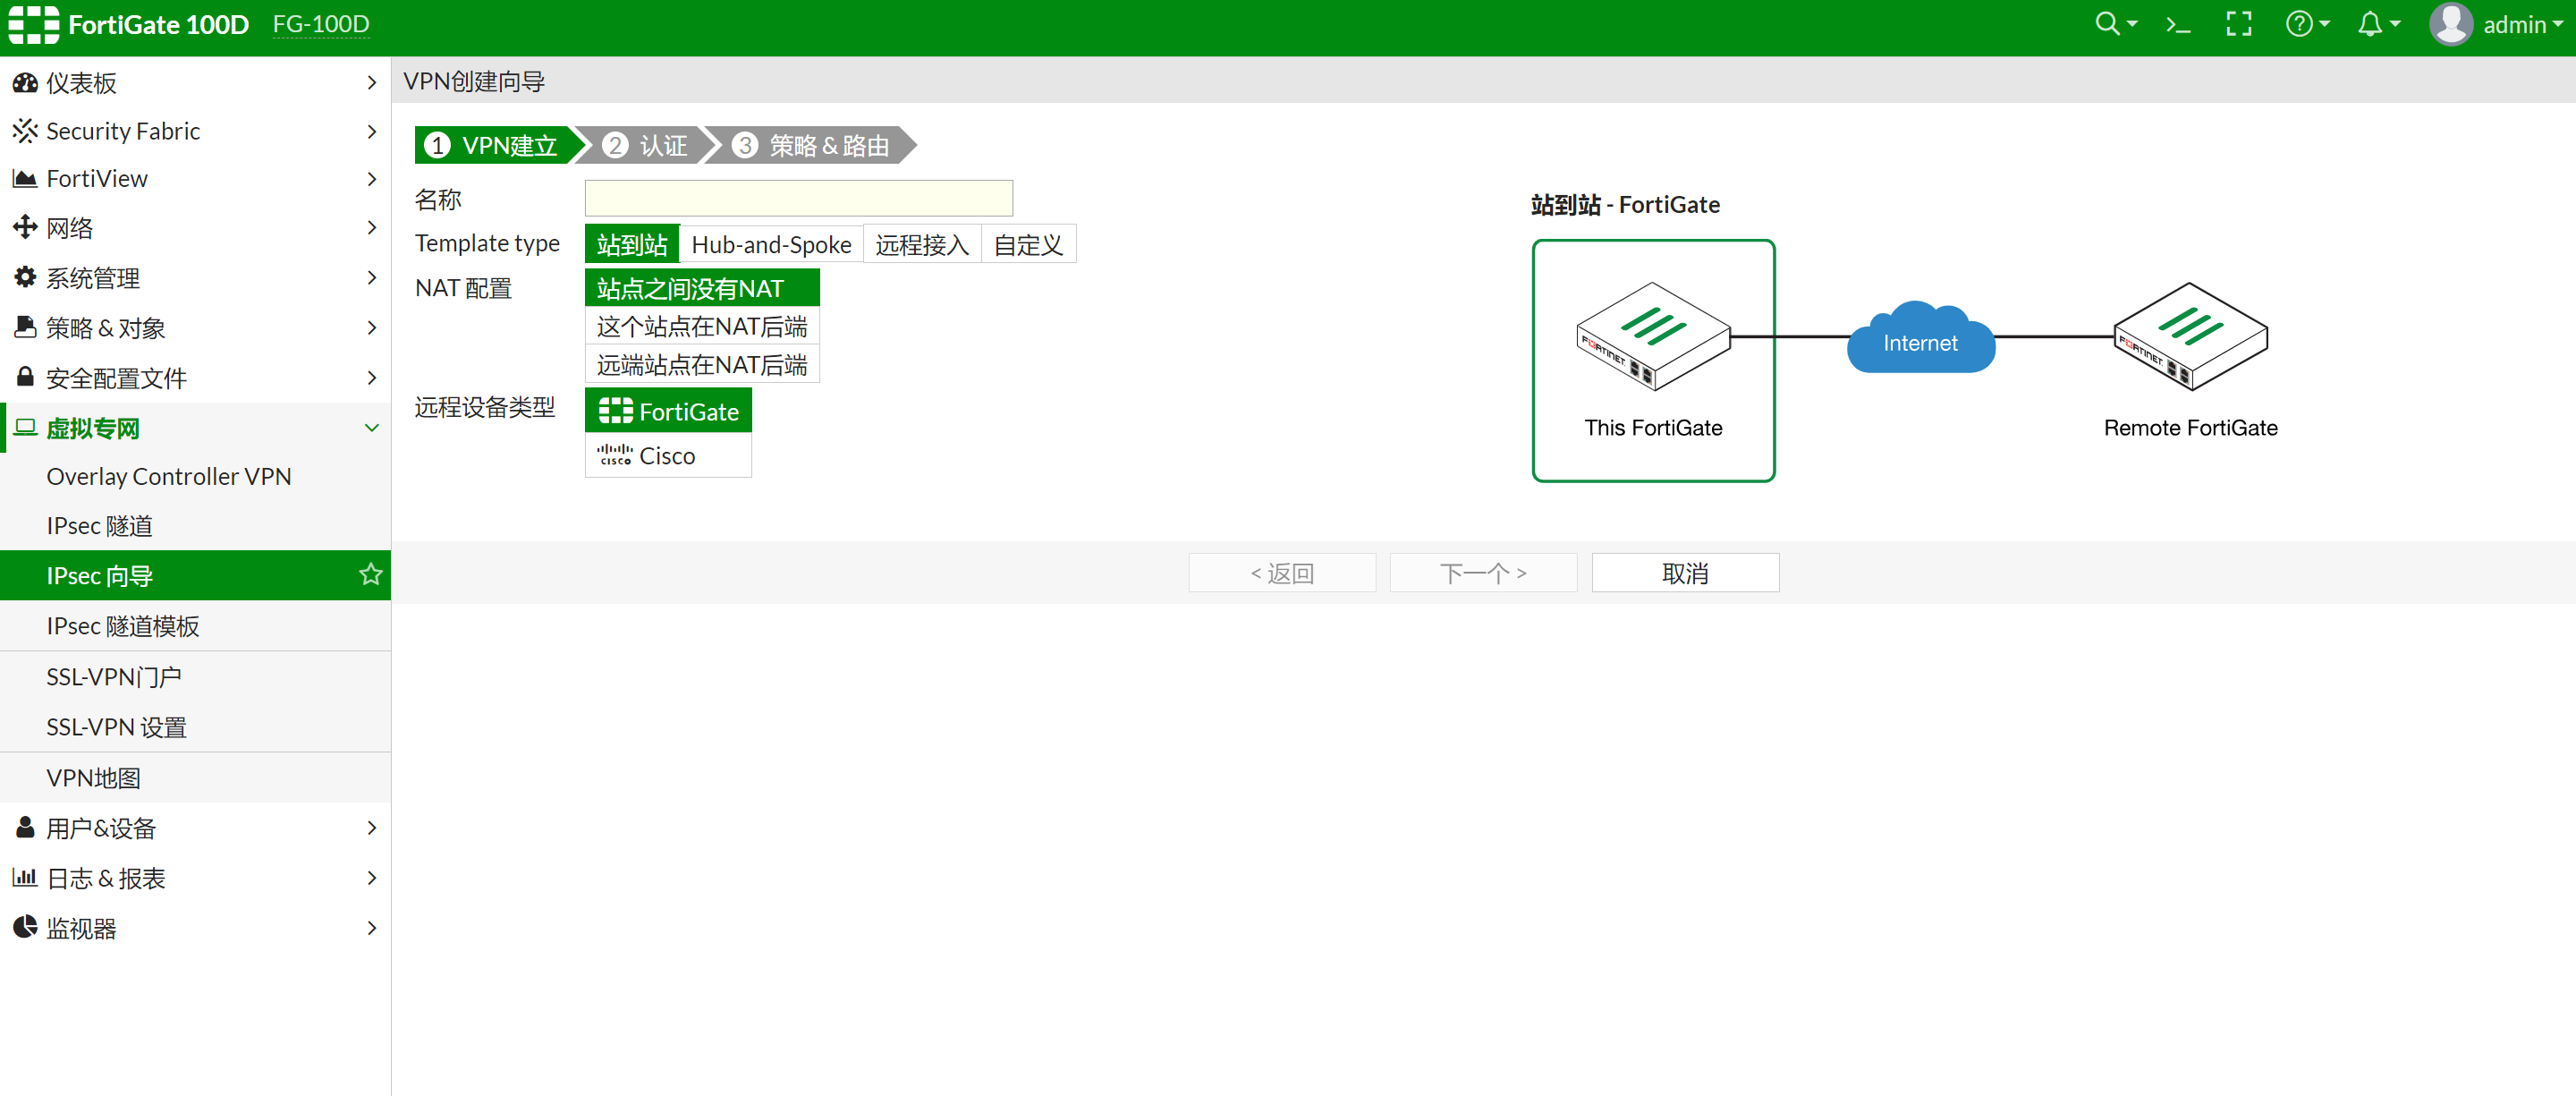 FortiGate 100D FG-100D admin
仪表板
Security Fabric
FortiView
网络
系统管理
策略 & 对象
安全配置文件
虚拟专网
Overlay Controller VPN
IPsec 隧道
IPsec 向导
IPsec 隧道模板
SSL-VPN门户
SSL-VPN 设置
VPN地图
用户&设备
日志 & 报表
监视器
VPN创建向导
1 VPN建立 2 认证 3 策略 & 路由
名称
Template type 站到站 Hub-and-Spoke 远程接入 自定义
NAT 配置 站点之间没有NAT
这个站点在NAT后端
远端站点在NAT后端
远程设备类型 FortiGate
CISCO Cisco
站到站 - FortiGate
FORTINET Internet FORTINET
This FortiGate Remote FortiGate
< 返回 下一个 > 取消